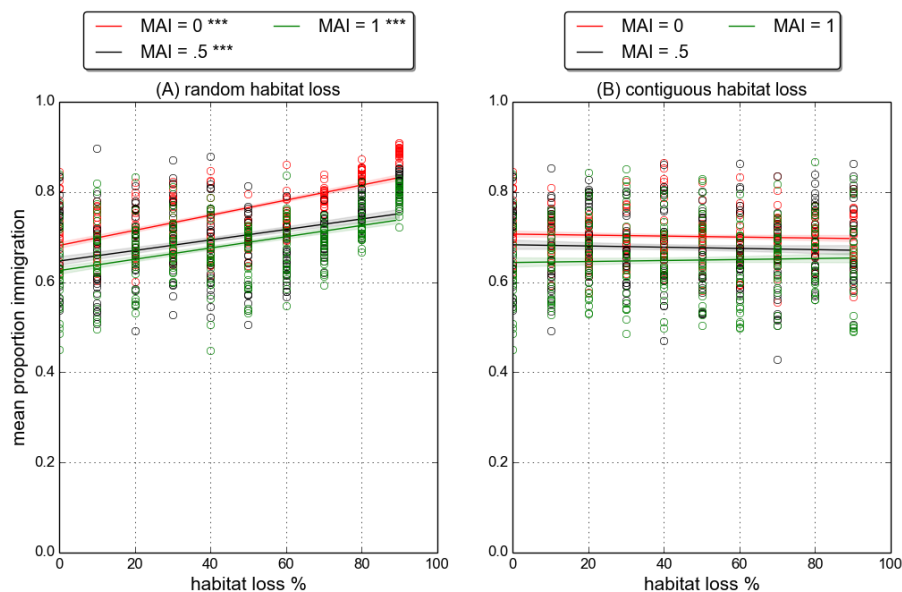 MAI = 0 *** MAI = 1 ***
MAI = .5 ***
MAI = 0 MAI = 1
MAI = .5
(A) random habitat loss
(B) contiguous habitat loss
mean proportion immigration
1.0
0.8
0.6
0.4
0.2
0.0
0 20 40 60 80 100
habitat loss %
1.0
0.8
0.6
0.4
0.2
0.0
0 20 40 60 80 100
habitat loss %